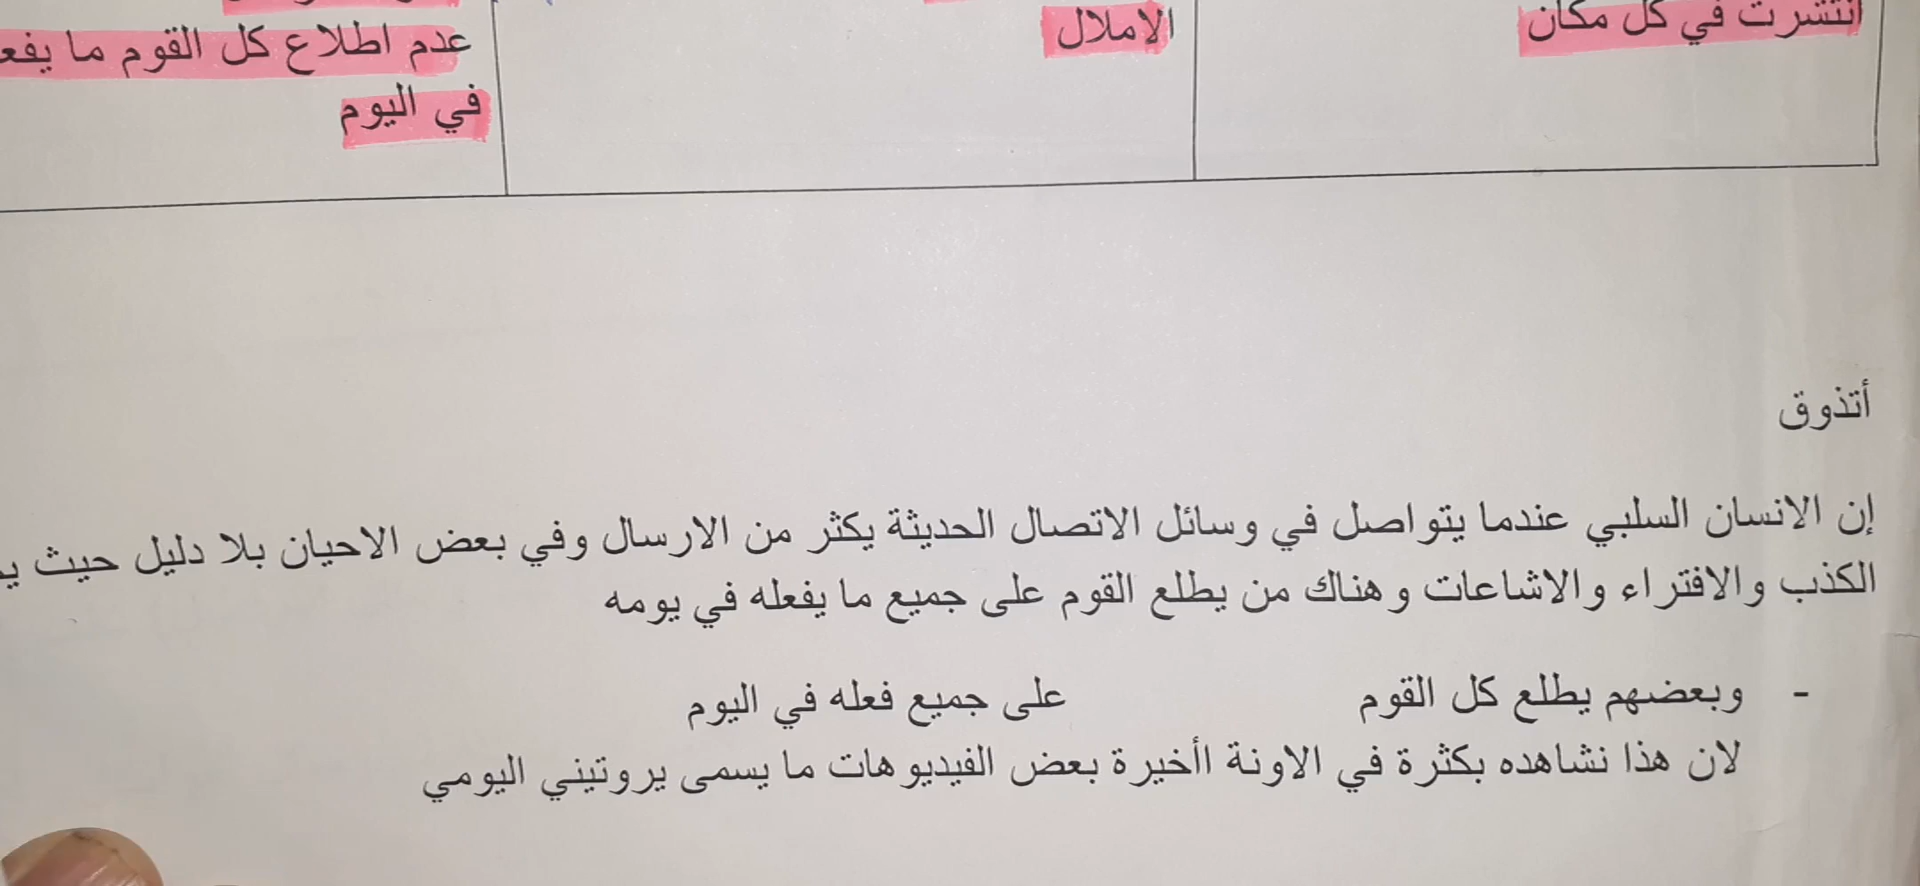 انتشرت في كل مكان
الاملال
عدم اطلاع كل القوم ما يفع
في اليوم
أتذوق
إن الانسان السلبي عندما يتواصل في وسائل الاتصال الحديثة يكثر من الارسال وفي بعض الاحيان بلا دليل حيث
الكذب والافتراء والاشاعات وهناك من يطلع القوم على جميع ما يفعله في يومه
- وبعضهم يطلع كل القوم على جميع فعله في اليوم
لان هذا نشاهده بكثرة في الاونة اأخيرة بعض الفيديوهات ما يسمى يروتيني اليومي